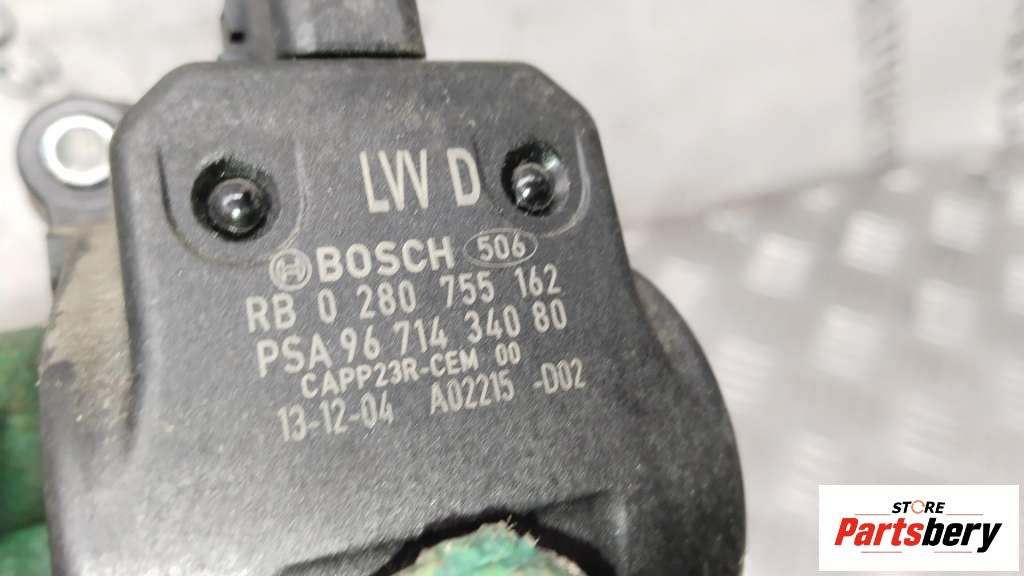 LW D
BOSCH 506
RB 0 280 755 162
PSA 96 714 340 80
CAPP23R-CEM 00
13-12-04 A02215 -D02
STORE
Partsbery